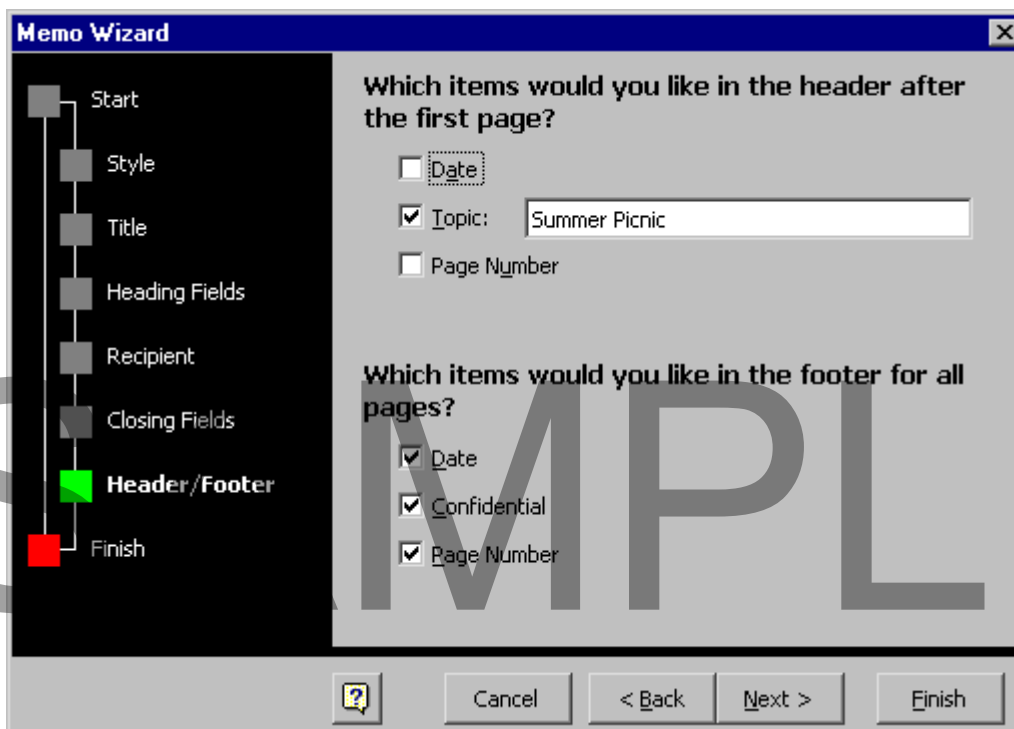 Memo Wizard
Start
Style
Title
Heading Fields
Recipient
Closing Fields
Header/Footer
Finish
Which items would you like in the header after
the first page?
Date
Topic: Summer Picnic
Page Number
Which items would you like in the footer for all
pages?
Date
Confidential
Page Number
SAMPL
? Cancel < Back Next > Finish